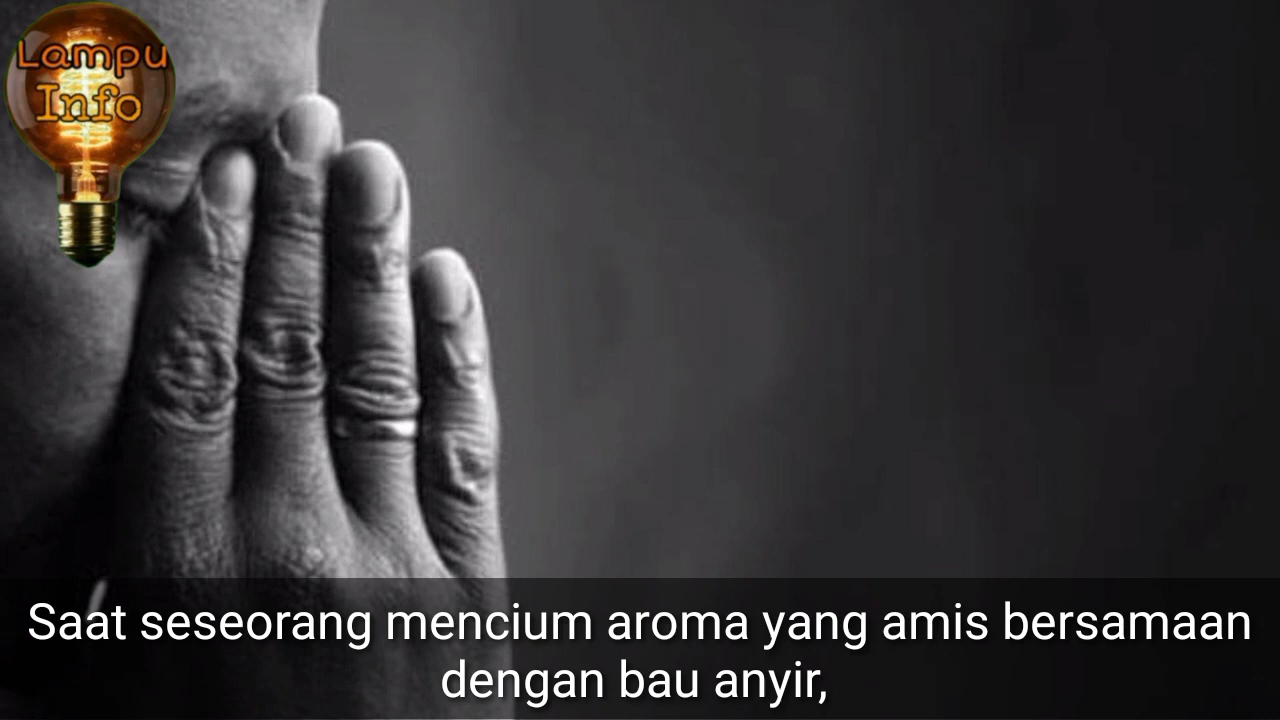 Lampu
Info
Saat seseorang mencium aroma yang amis bersamaan
dengan bau anyir,